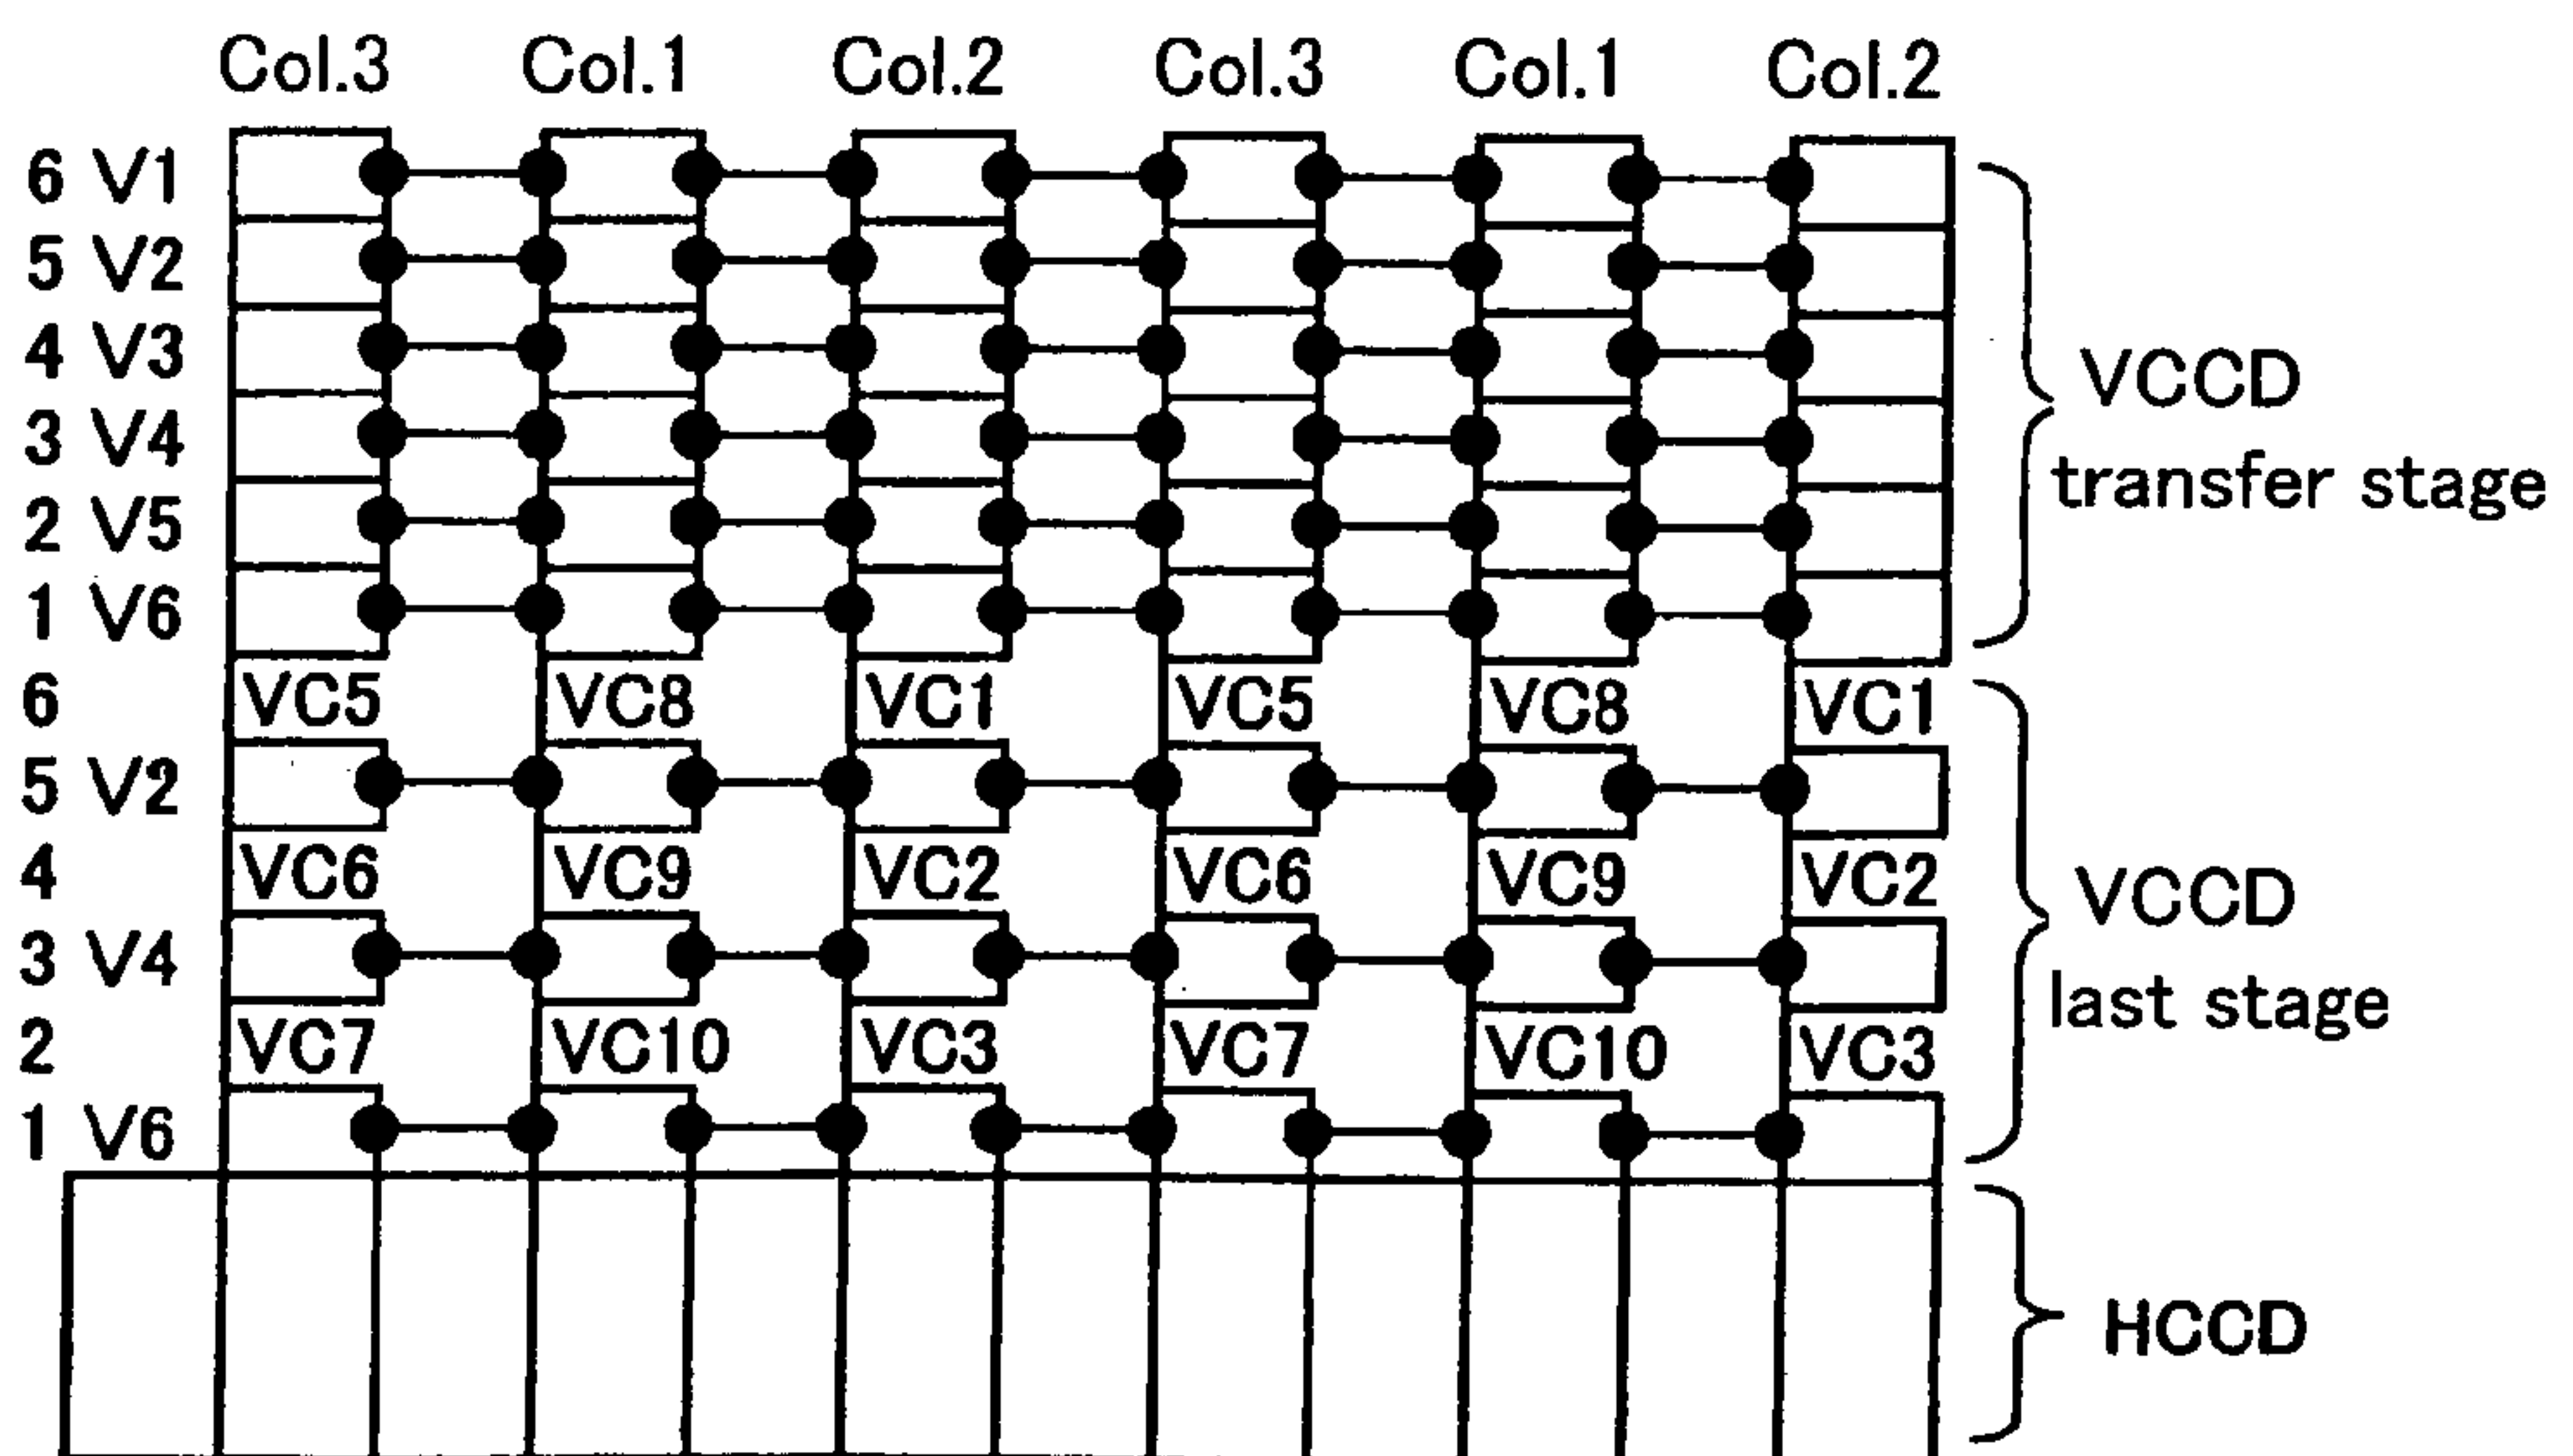 Col.3 Col.1 Col.2 Col.3 Col.1 Col.2
6 V1
5 V2
4 V3
3 V4
2 V5
1 V6
VCCD
transfer stage
6 VC5 VC8 VC1 VC5 VC8 VC1
5 V2
4 VC6 VC9 VC2 VC6 VC9 VC2
3 V4
2 VC7 VC10 VC3 VC7 VC10 VC3
1 V6
VCCD
last stage
HCCD